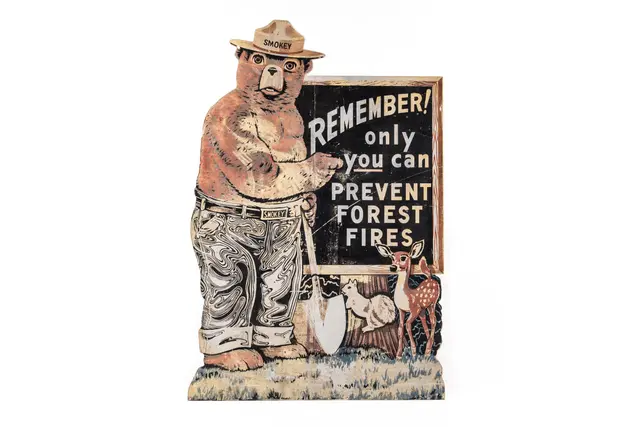 SMOKEY
REMEMBER!
only
you can
PREVENT
FOREST
FIRES
SMOKEY